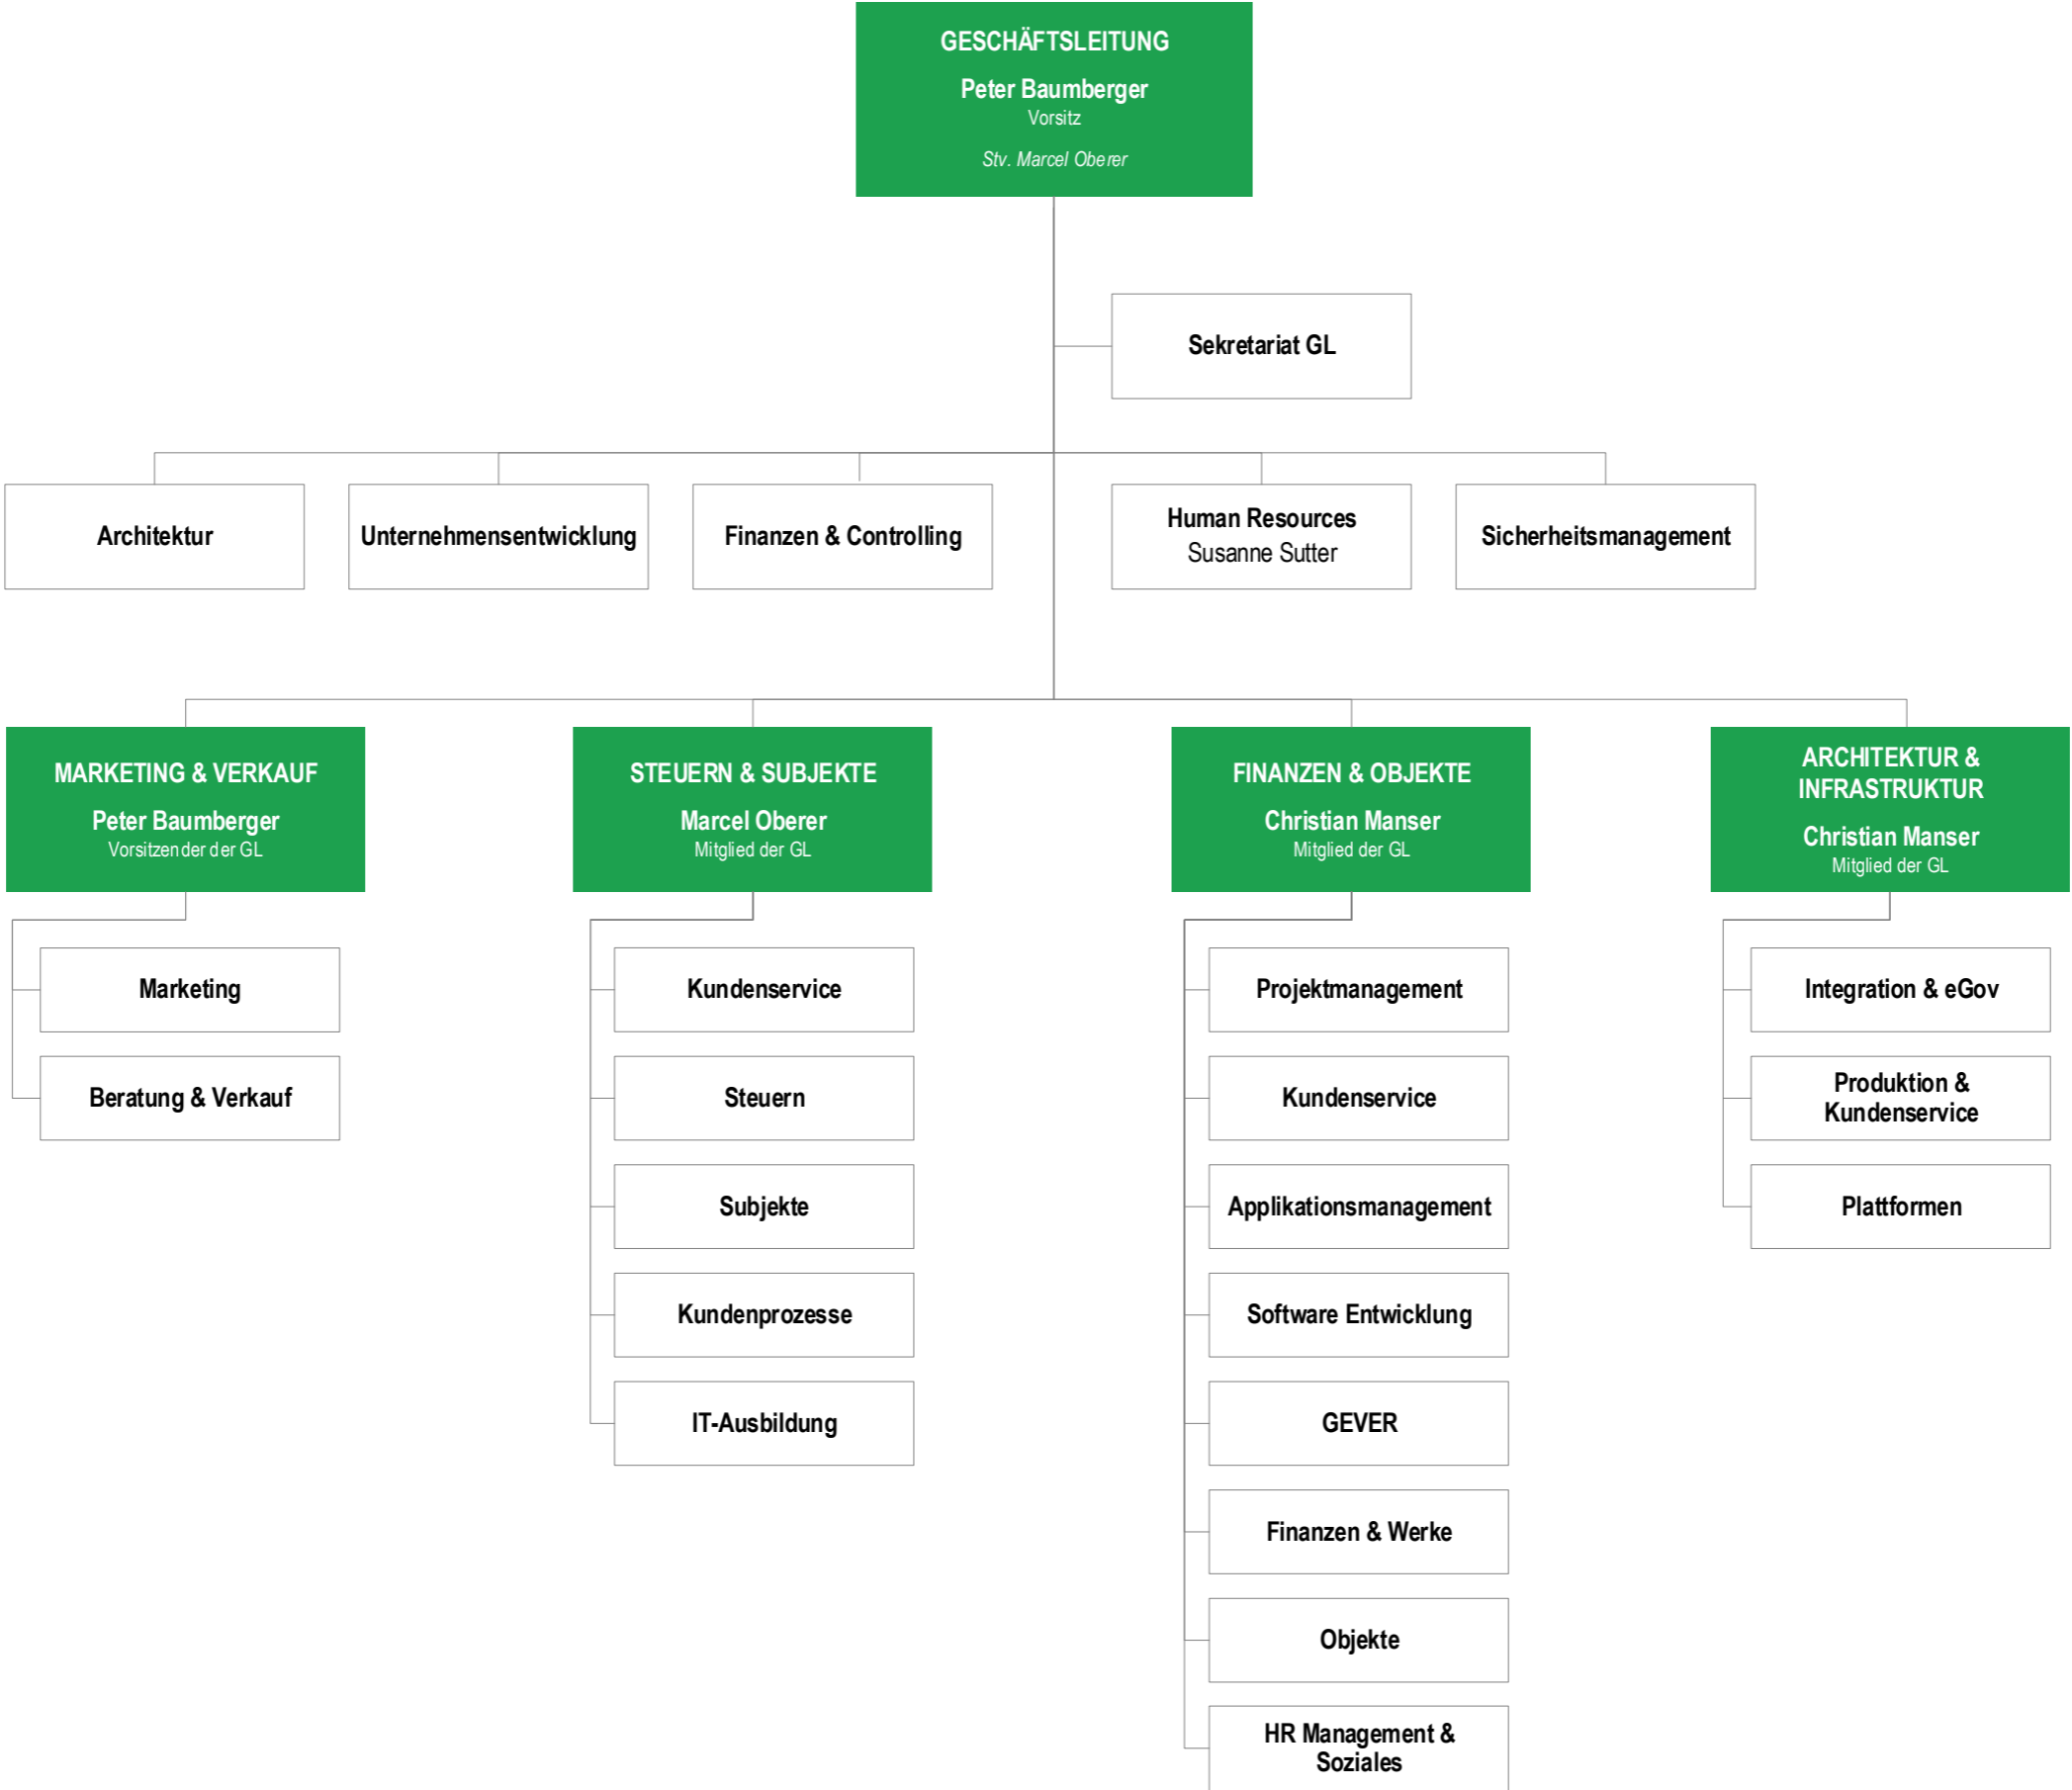 GESCHÄFTSLEITUNG
Peter Baumberger
Vorsitz
Stv. Marcel Oberer
Sekretariat GL
Architektur
Unternehmensentwicklung
Finanzen & Controlling
Human Resources
Susanne Sutter
Sicherheitsmanagement
MARKETING & VERKAUF
Peter Baumberger
Vorsitzender der GL
Marketing
Beratung & Verkauf
STEUERN & SUBJEKTE
Marcel Oberer
Mitglied der GL
Kundenservice
Steuern
Subjekte
Kundenprozesse
IT-Ausbildung
FINANZEN & OBJEKTE
Christian Manser
Mitglied der GL
Projektmanagement
Kundenservice
Applikationsmanagement
Software Entwicklung
GEVER
Finanzen & Werke
Objekte
HR Management &
Soziales
ARCHITEKTUR &
INFRASTRUKTUR
Christian Manser
Mitglied der GL
Integration & eGov
Produktion &
Kundenservice
Plattformen